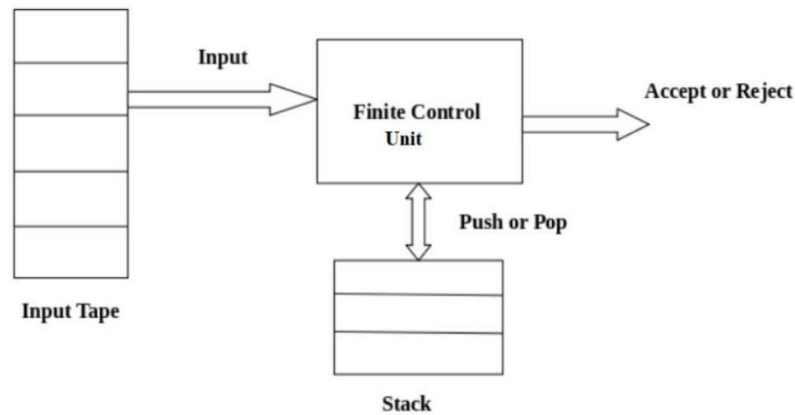 Input
Finite Control
Unit
Accept or Reject
Push or Pop
Input Tape
Stack